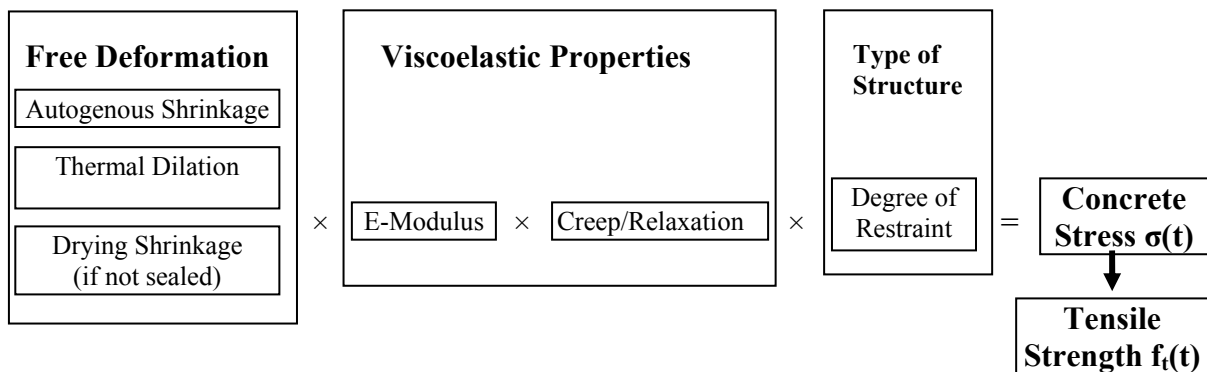 Free Deformation
Autogenous Shrinkage
Thermal Dilation
Drying Shrinkage
(if not sealed)
×
Viscoelastic Properties
E-Modulus
×
Creep/Relaxation
×
Type of
Structure
Degree of
Restraint
=
Concrete
Stress σ(t)
Tensile
Strength fₜ(t)